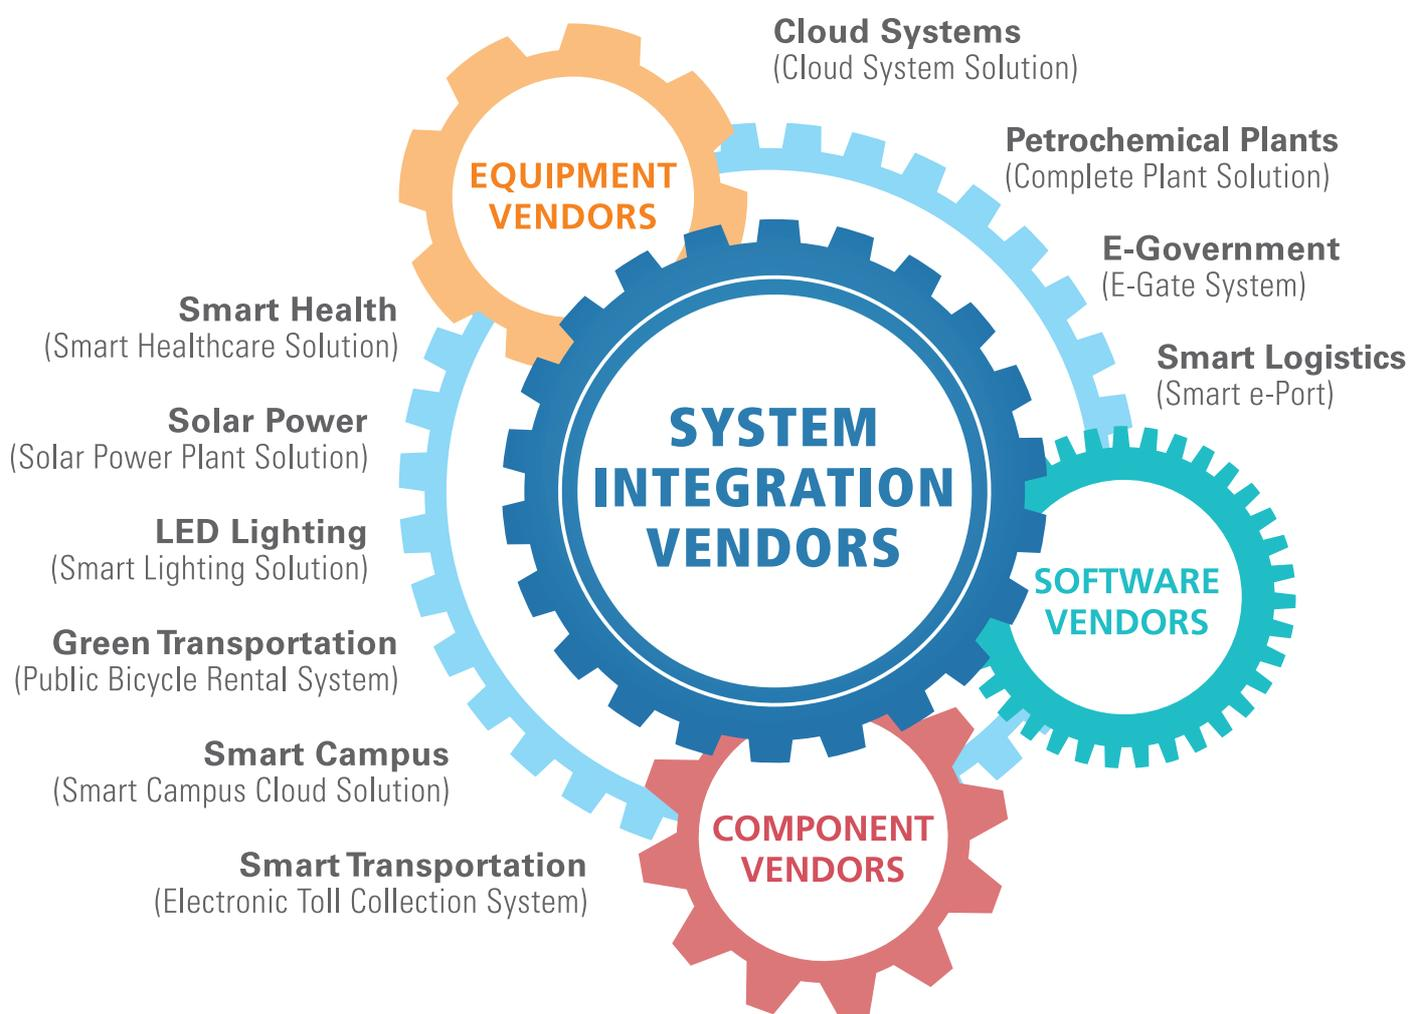 Cloud Systems
(Cloud System Solution)
Petrochemical Plants
(Complete Plant Solution)
E-Government
(E-Gate System)
Smart Logistics
(Smart e-Port)
EQUIPMENT
VENDORS
SYSTEM
INTEGRATION
VENDORS
SOFTWARE
VENDORS
COMPONENT
VENDORS
Smart Health
(Smart Healthcare Solution)
Solar Power
(Solar Power Plant Solution)
LED Lighting
(Smart Lighting Solution)
Green Transportation
(Public Bicycle Rental System)
Smart Campus
(Smart Campus Cloud Solution)
Smart Transportation
(Electronic Toll Collection System)